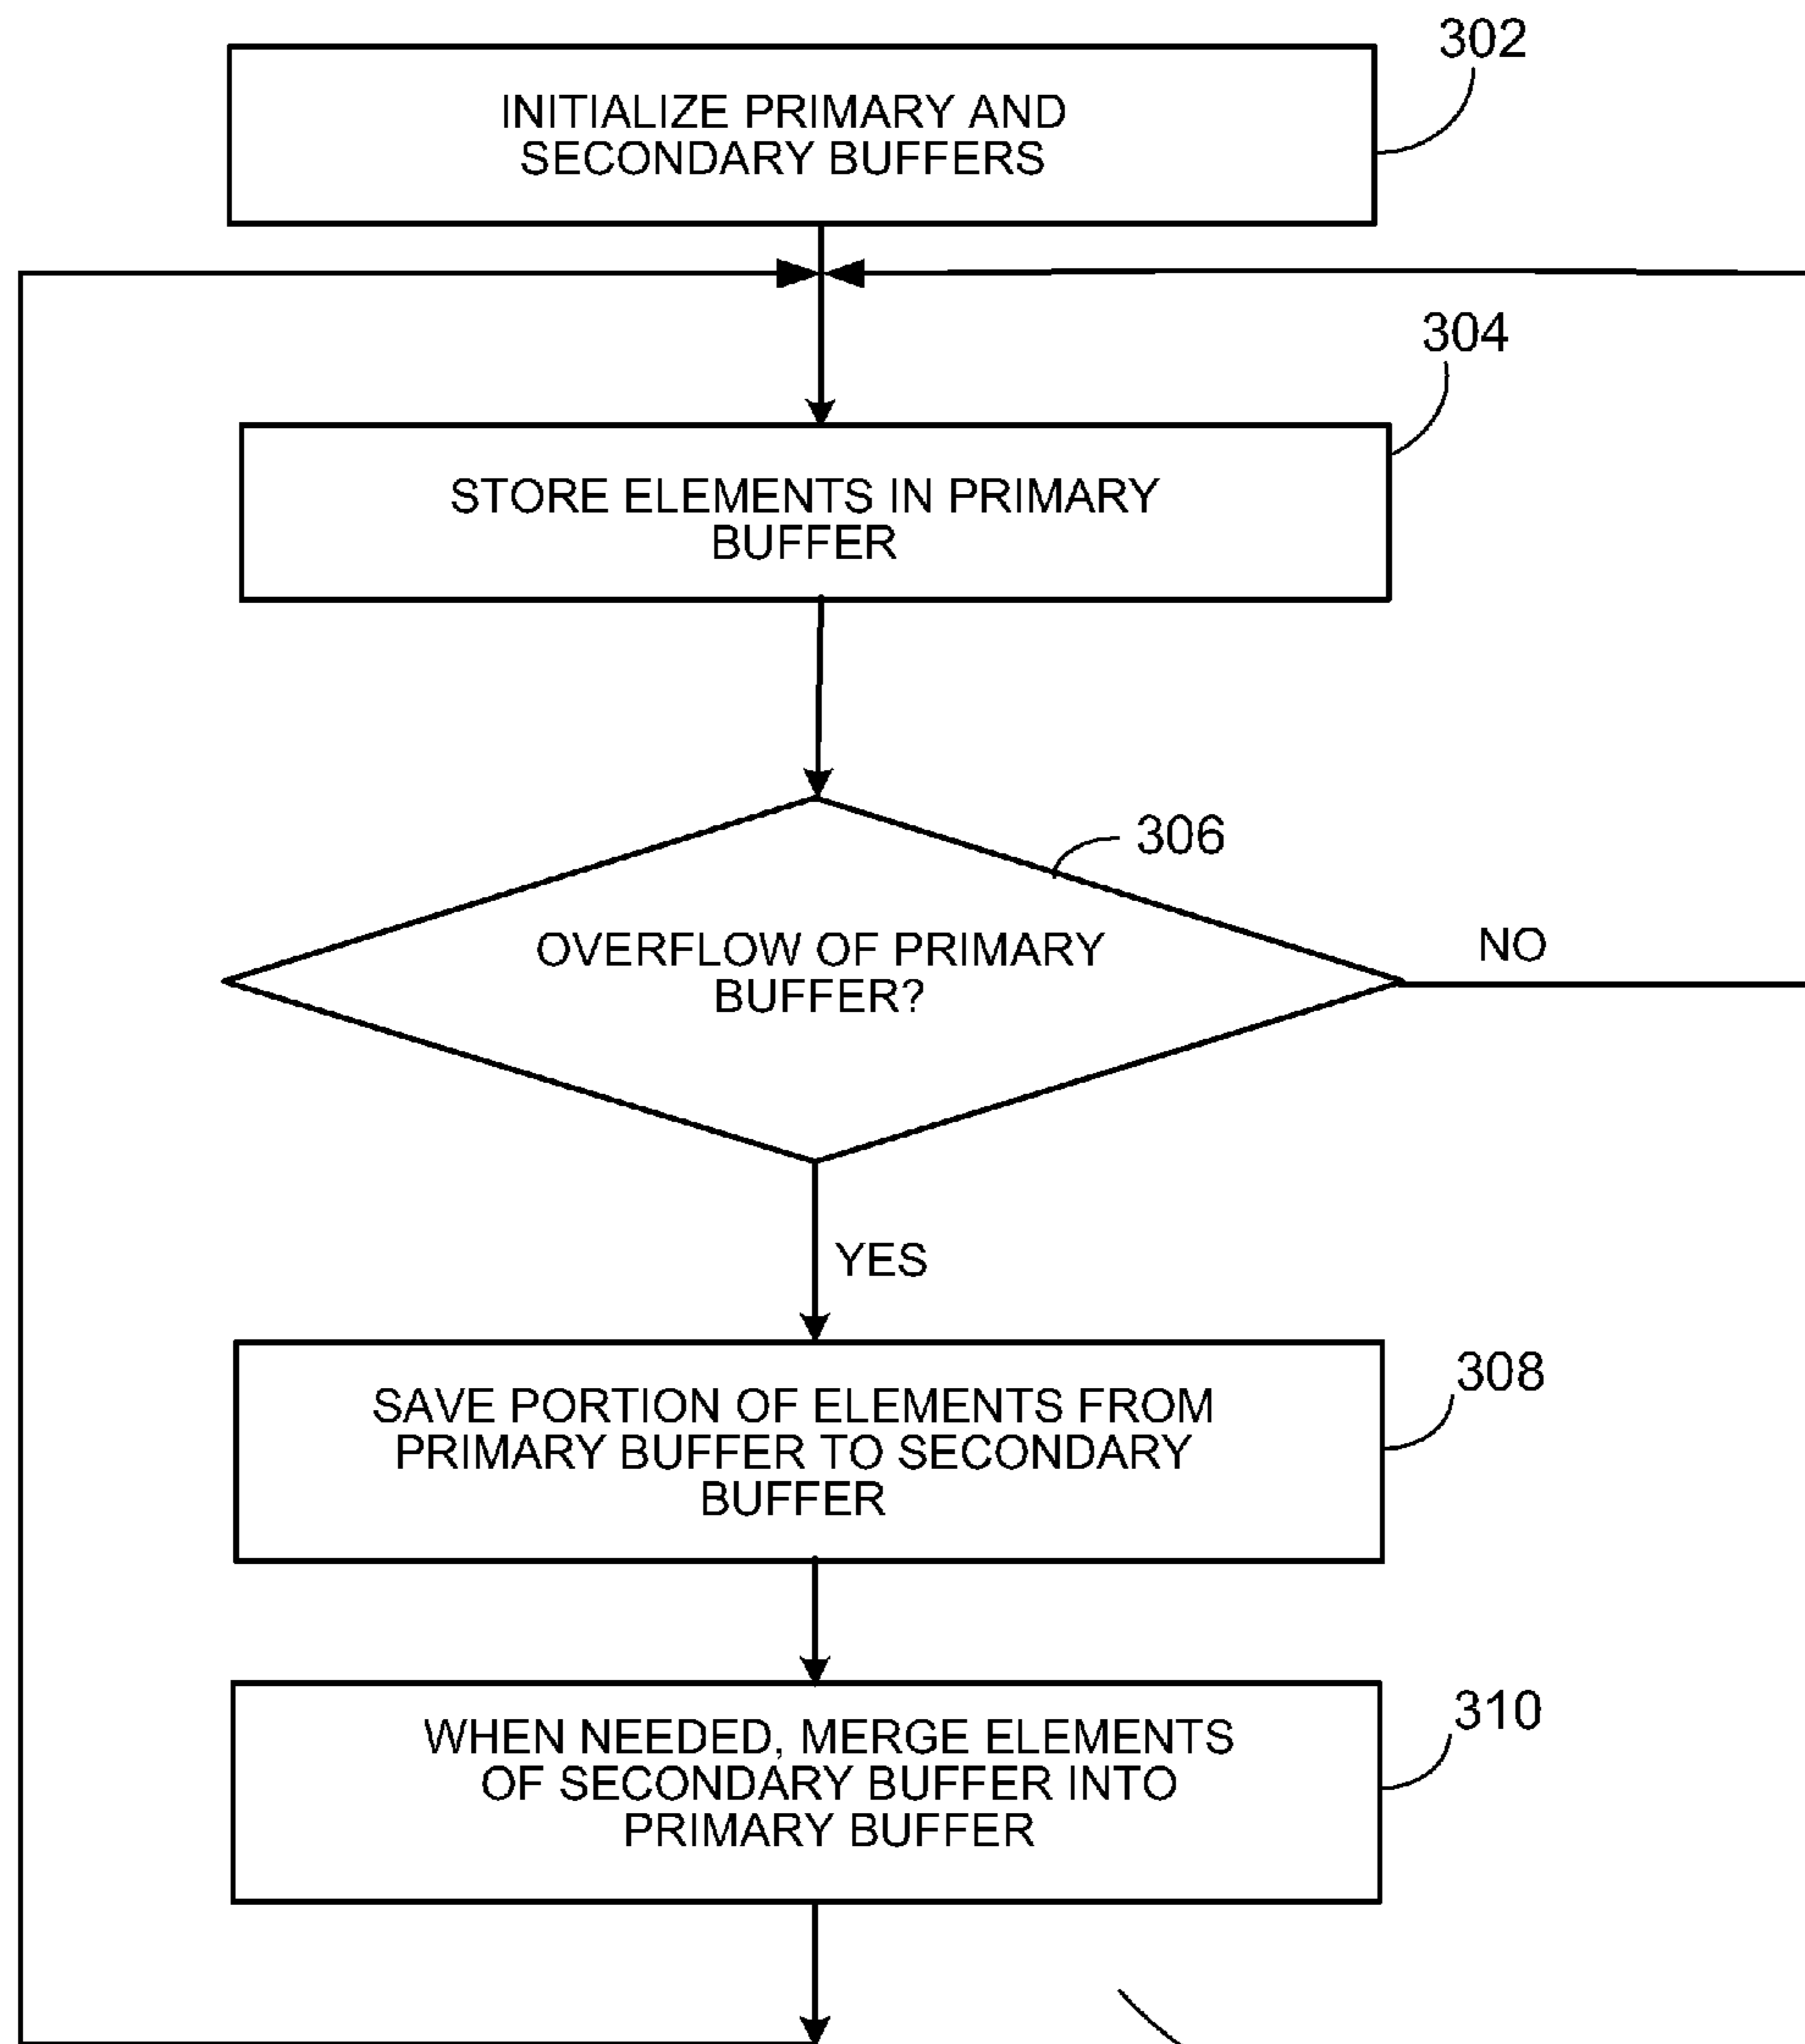 302
INITIALIZE PRIMARY AND
SECONDARY BUFFERS
304
STORE ELEMENTS IN PRIMARY
BUFFER
306
OVERFLOW OF PRIMARY
BUFFER?
NO
YES
308
SAVE PORTION OF ELEMENTS FROM
PRIMARY BUFFER TO SECONDARY
BUFFER
310
WHEN NEEDED, MERGE ELEMENTS
OF SECONDARY BUFFER INTO
PRIMARY BUFFER